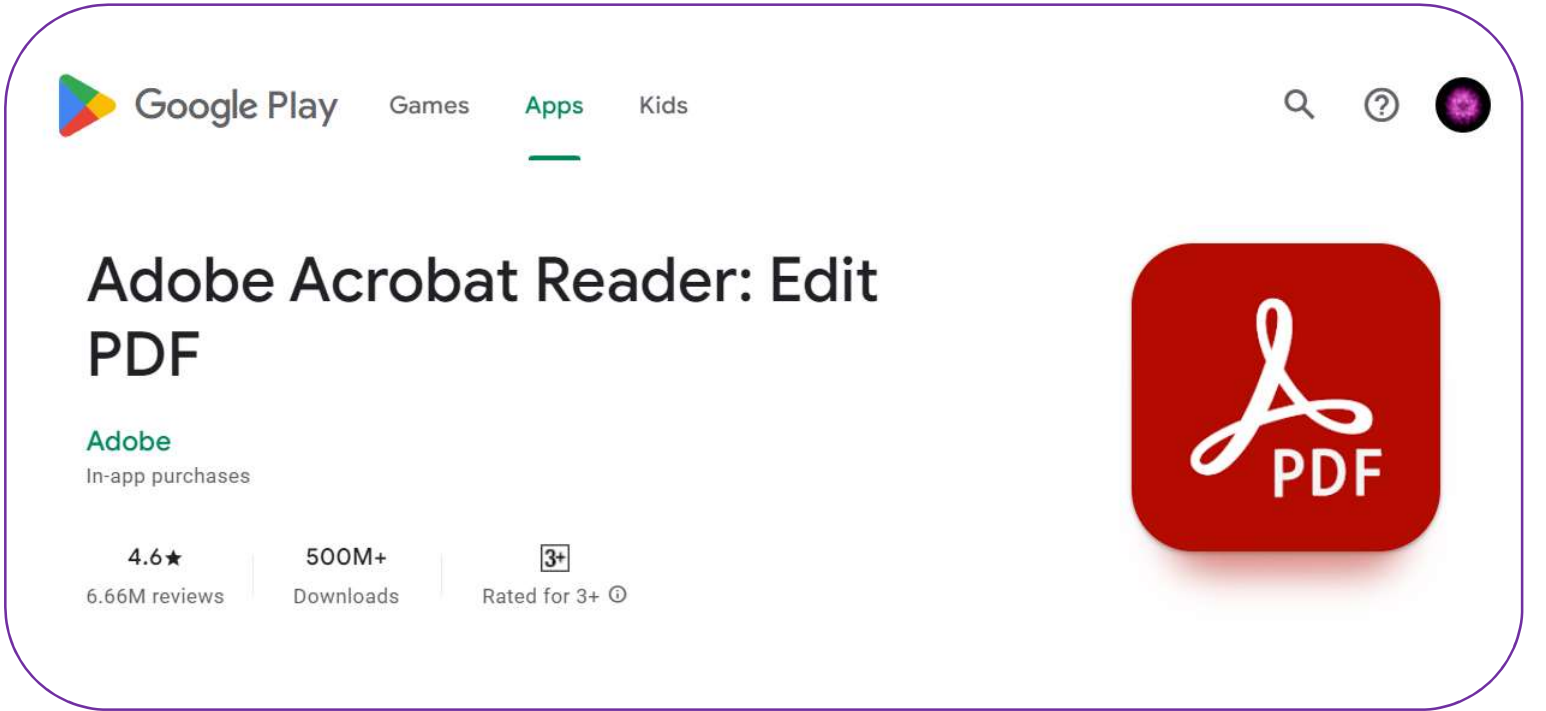 Google Play Games Apps Kids
Adobe Acrobat Reader: Edit
PDF
Adobe
In-app purchases
4.6★ 500M+ 3+
6.66M reviews Downloads Rated for 3+
PDF